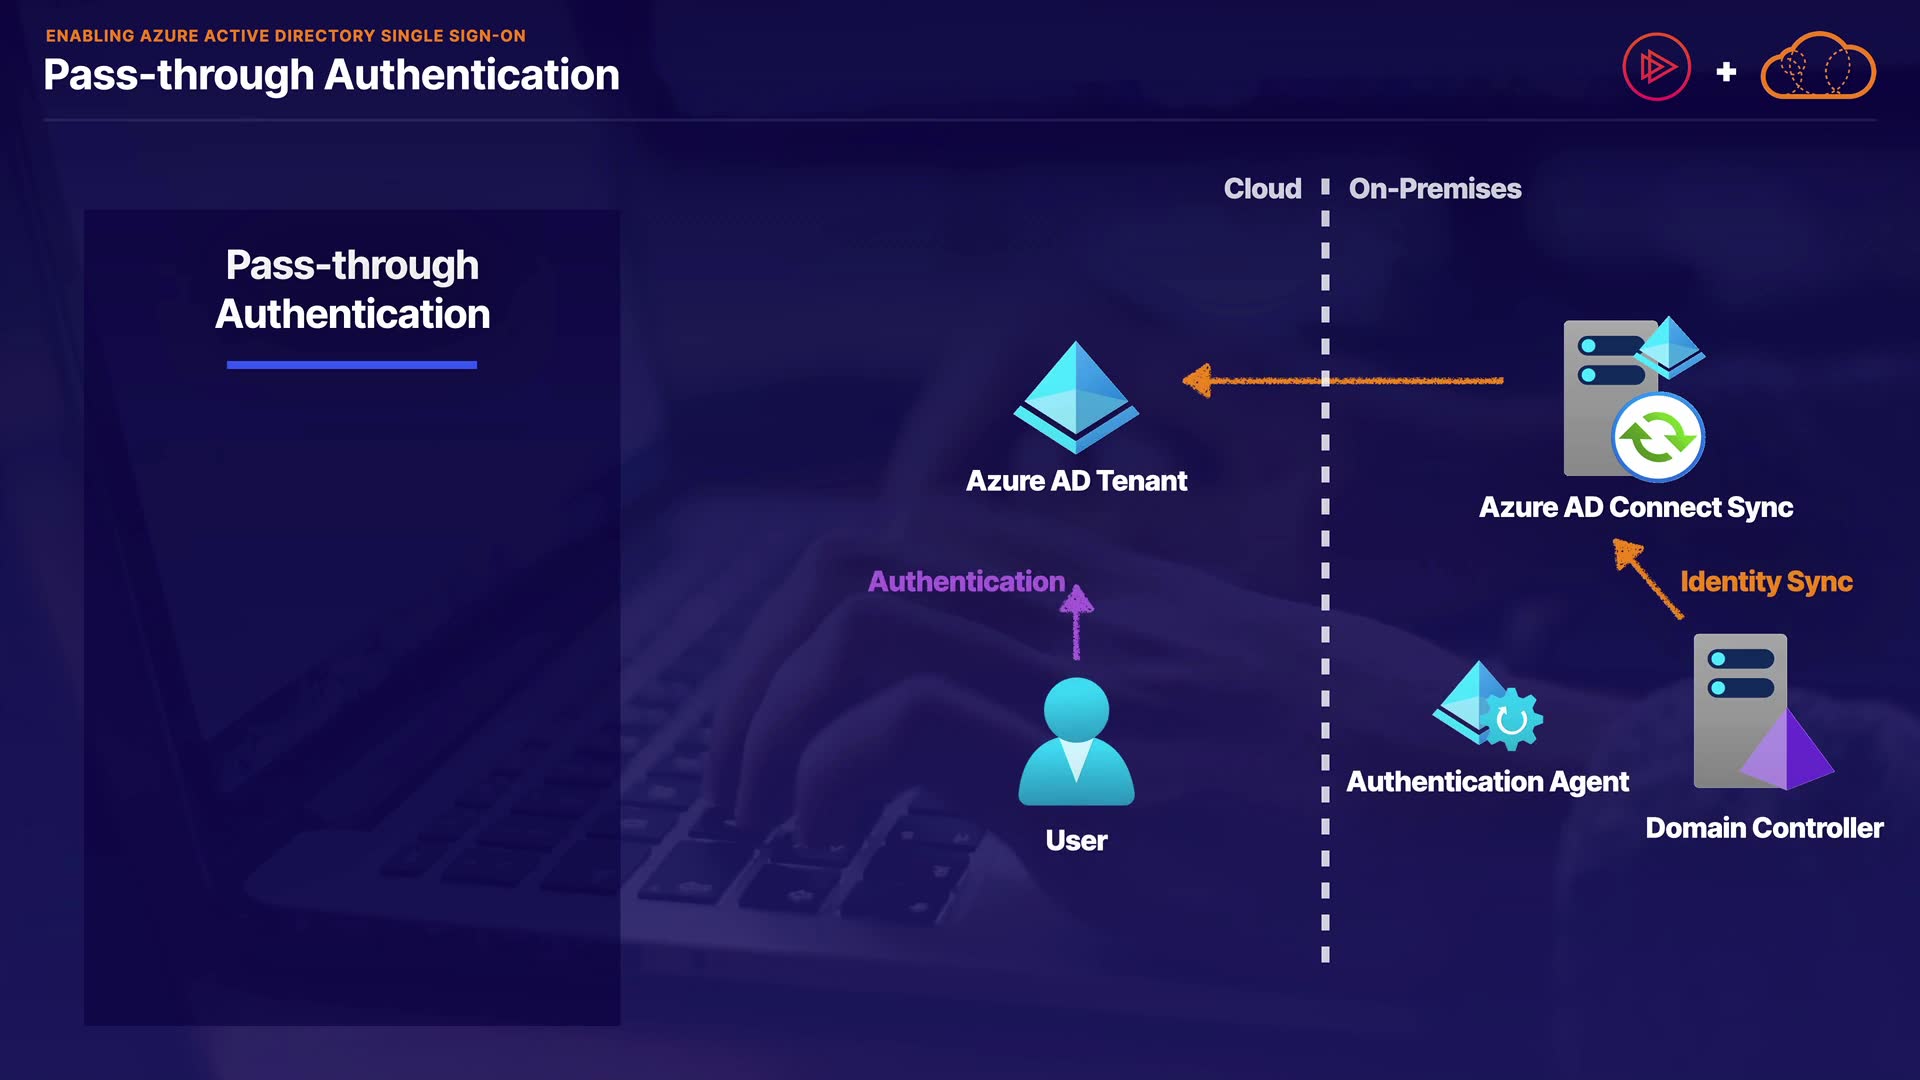 ENABLING AZURE ACTIVE DIRECTORY SINGLE SIGN-ON
Pass-through Authentication
Pass-through
Authentication
Cloud
On-Premises
Azure AD Tenant
Azure AD Connect Sync
Authentication
Identity Sync
Authentication Agent
Domain Controller
User